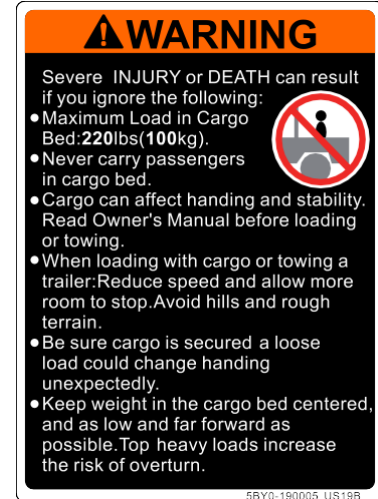 WARNING
Severe INJURY or DEATH can result
if you ignore the following:
●Maximum Load in Cargo
Bed:220lbs(100kg).
●Never carry passengers
in cargo bed.
●Cargo can affect handing and stability.
Read Owner's Manual before loading
or towing.
●When loading with cargo or towing a
trailer:Reduce speed and allow more
room to stop.Avoid hills and rough
terrain.
●Be sure cargo is secured a loose
load could change handing
unexpectedly.
●Keep weight in the cargo bed centered,
and as low and far forward as
possible.Top heavy loads increase
the risk of overturn.
5BY0-190005 US19B